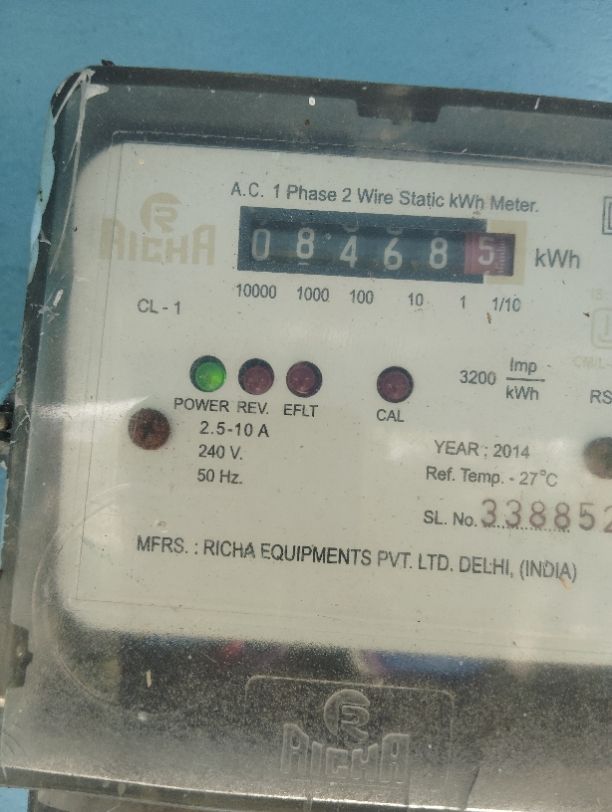 A.C. 1 Phase 2 Wire Static kWh Meter.
RICHA
084685 kWh
10000 1000 100 10 1 1/10
CL - 1
3200 Imp/kWh
POWER REV. EFLT CAL
RS
2.5-10 A
240 V.
50 Hz.
YEAR : 2014
Ref. Temp. - 27°C
SL. No. 338852
MFRS. : RICHA EQUIPMENTS PVT. LTD. DELHI, (INDIA)
RICHA